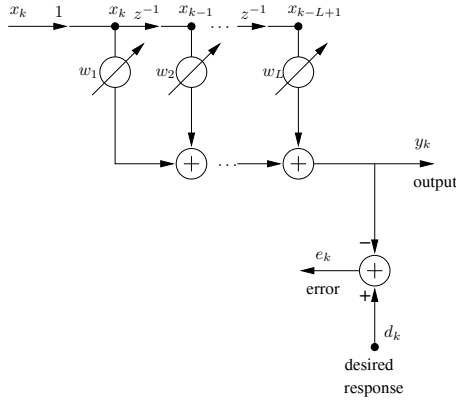 x_k 1 x_k z^{-1} x_{k-1} ... z^{-1} x_{k-L+1}
w_1 w_2 w_L
+ ... +
y_k
output
−
e_k
+
error
+
d_k
desired
response